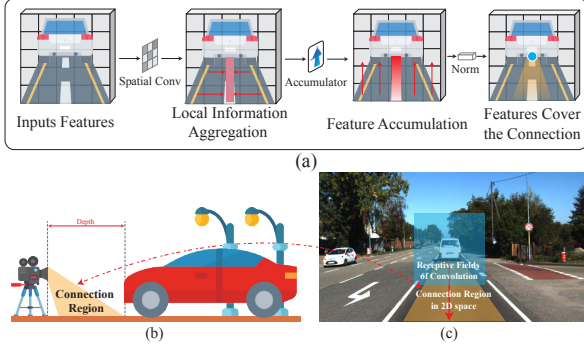 Inputs Features
Spatial Conv
Local Information
Aggregation
Accumulator
Feature Accumulation
Norm
Features Cover
the Connection
(a)
Depth
Connection
Region
(b)
Receptive Fields
of Convolution
Connection Region
in 2D space
(c)